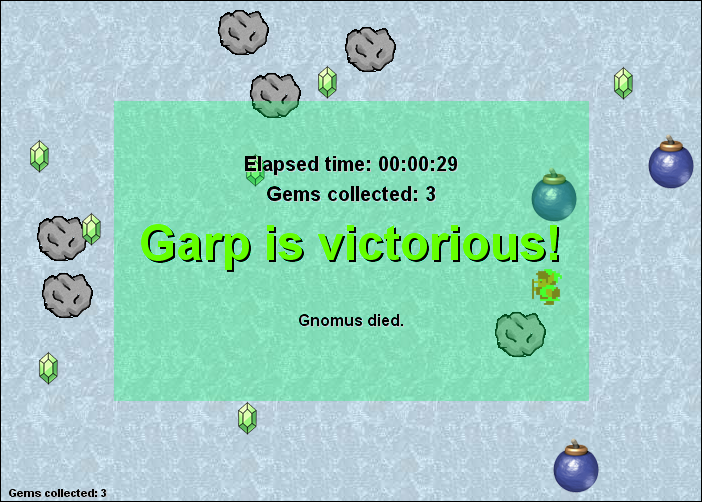 Elapsed time: 00:00:29
Gems collected: 3
Garp is victorious!
Gnomus died.
Gems collected: 3